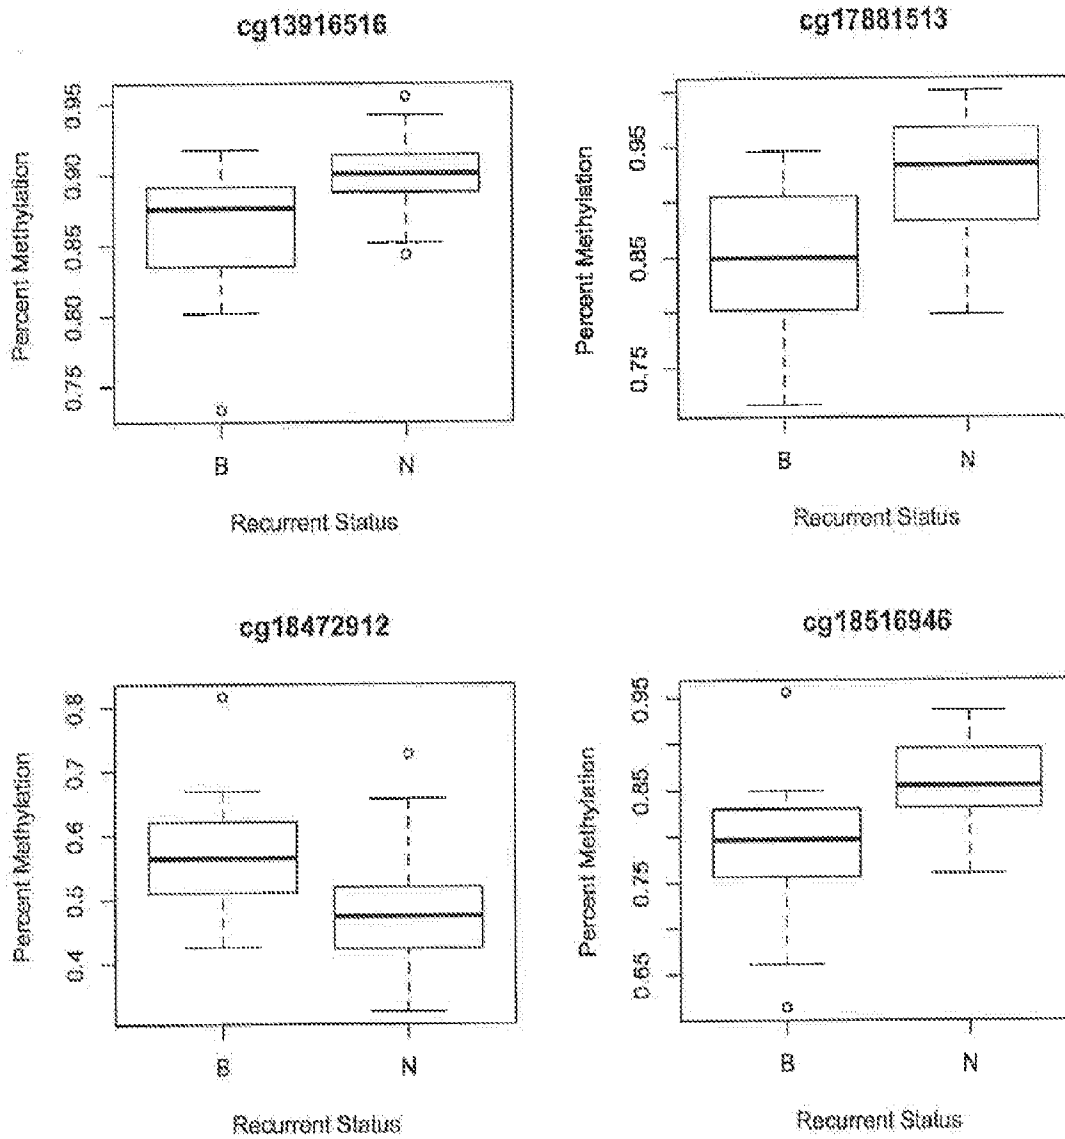 cg13916516
Percent Methylation
0.95
0.90
0.85
0.80
0.75
B N
Recurrent Status
cg17881513
Percent Methylation
0.95
0.85
0.75
B N
Recurrent Status
cg18472912
Percent Methylation
0.8
0.7
0.6
0.5
0.4
B N
Recurrent Status
cg18516946
Percent Methylation
0.95
0.85
0.75
0.65
B N
Recurrent Status